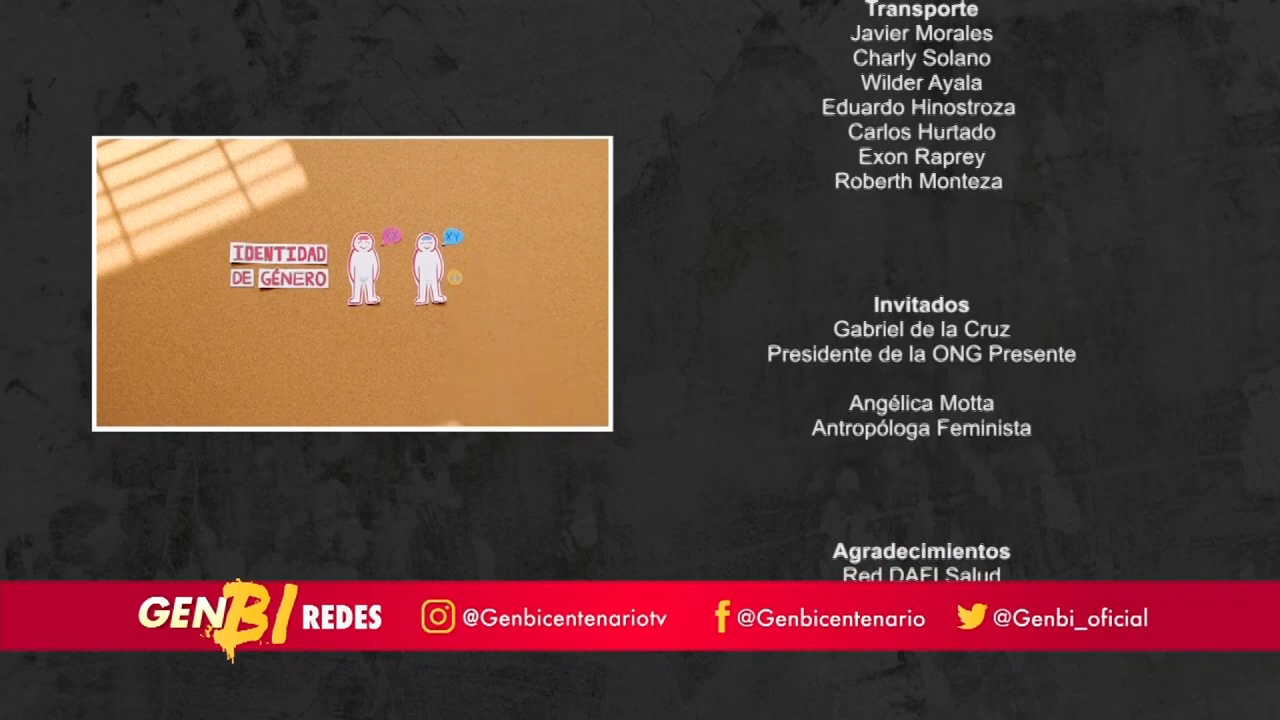 Transporte
Javier Morales
Charly Solano
Wilder Ayala
Eduardo Hinostroza
Carlos Hurtado
Exon Raprey
Roberth Monteza
IDENTIDAD
DE GÉNERO
XX
XY
Invitados
Gabriel de la Cruz
Presidente de la ONG Presente
Angélica Motta
Antropóloga Feminista
Agradecimientos
Red DAFI Salud
GENBI REDES
@Genbicentenariotv
@Genbicentenario
@Genbi_oficial